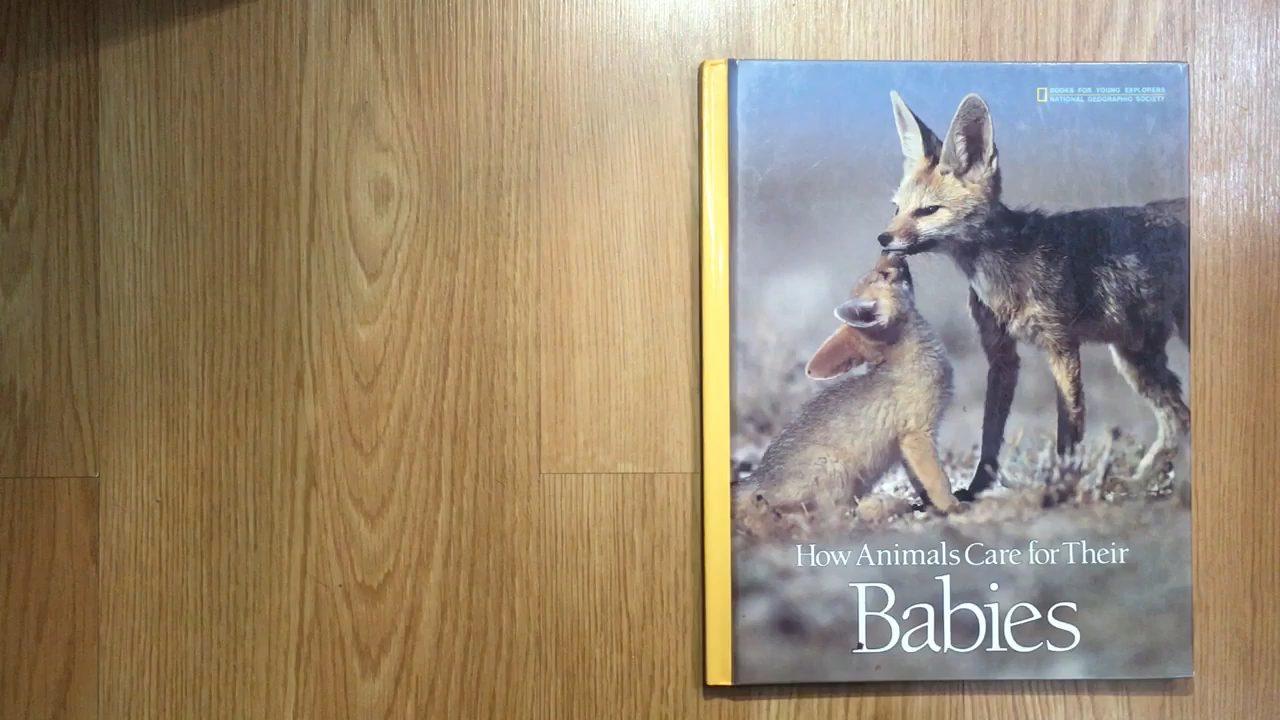 BOOKS FOR YOUNG EXPLORERS
NATIONAL GEOGRAPHIC SOCIETY
How Animals Care for Their
Babies